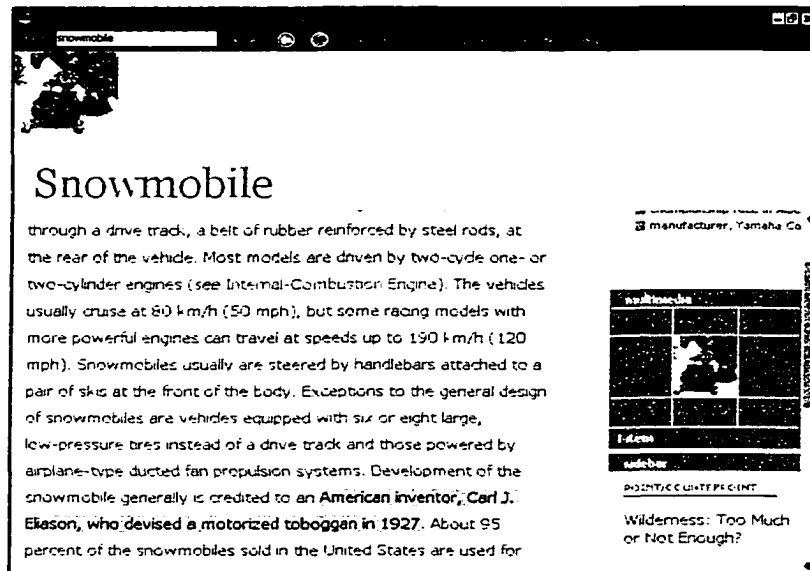 snowmobile
Snowmobile
through a drive track, a belt of rubber reinforced by steel rods, at
the rear of the vehicle. Most models are driven by two-cycle one- or
two-cylinder engines (see Internal-Combustion Engine). The vehicles
usually cruise at 80 km/h (50 mph), but some racing models with
more powerful engines can travel at speeds up to 190 km/h (120
mph). Snowmobiles usually are steered by handlebars attached to a
pair of skis at the front of the body. Exceptions to the general design
of snowmobiles are vehicles equipped with six or eight large,
low-pressure tires instead of a drive track and those powered by
airplane-type ducted fan propulsion systems. Development of the
snowmobile generally is credited to an American inventor, Carl J.
Eliason, who devised a motorized toboggan in 1927. About 95
percent of the snowmobiles sold in the United States are used for
manufacturer, Yamaha Co
multimedia
1 item
sidebar
POINT/COUNTERPOINT
Wilderness: Too Much
or Not Enough?